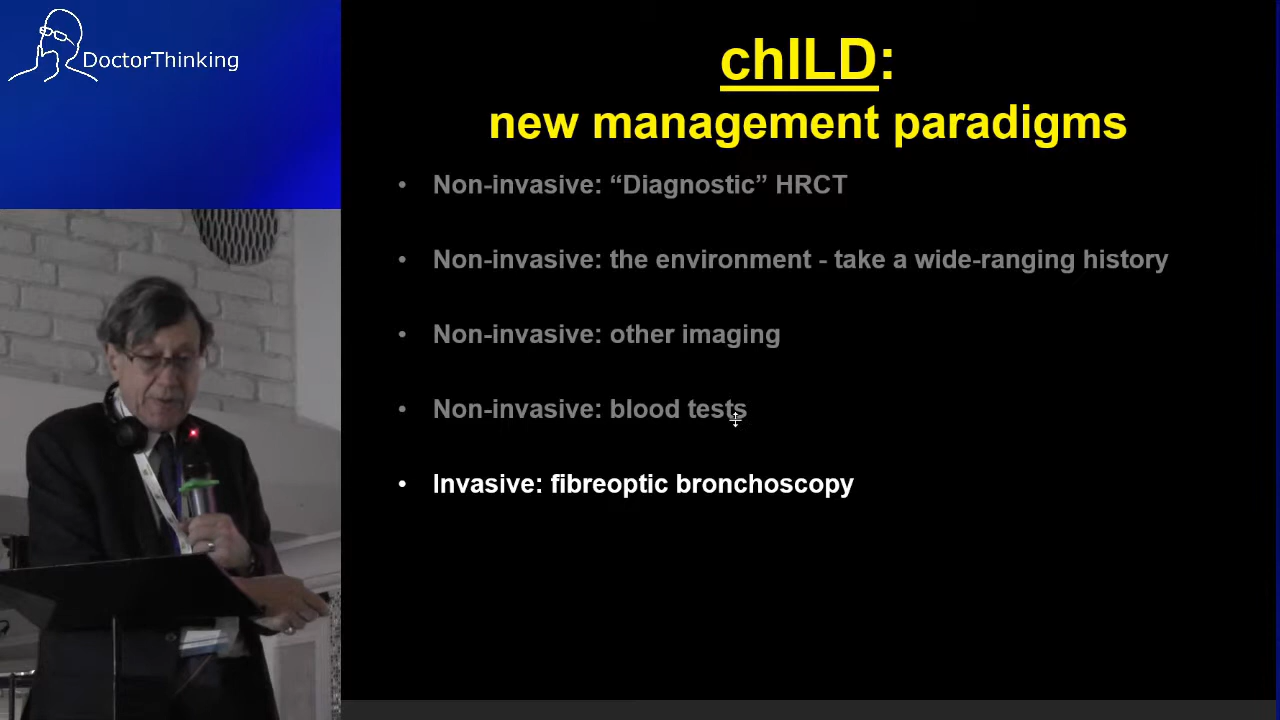 DoctorThinking
chILD:
new management paradigms
• Non-invasive: “Diagnostic” HRCT
• Non-invasive: the environment - take a wide-ranging history
• Non-invasive: other imaging
• Non-invasive: blood tests
• Invasive: fibreoptic bronchoscopy